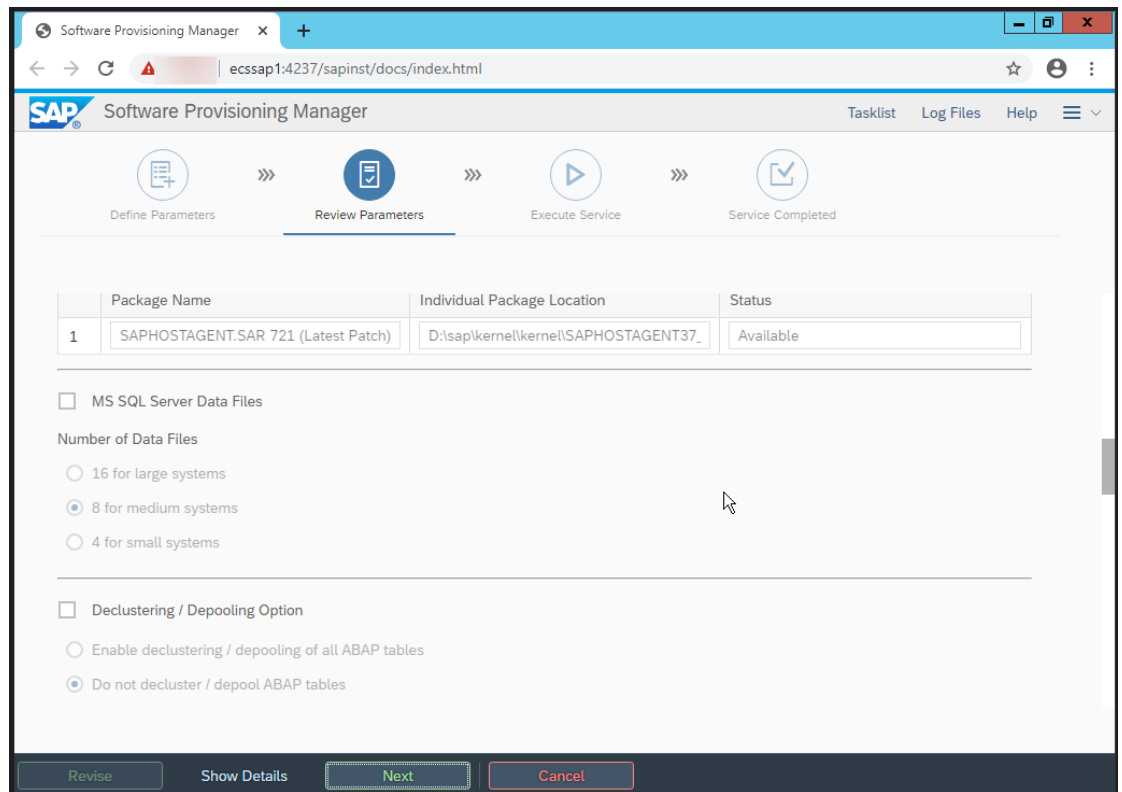 Software Provisioning Manager
ecssap1:4237/sapinst/docs/index.html
SAP ® Software Provisioning Manager Tasklist Log Files Help
Define Parameters Review Parameters Execute Service Service Completed
Package Name Individual Package Location Status
1 SAPHOSTAGENT.SAR 721 (Latest Patch) D:\sap\kernel\kernel\SAPHOSTAGENT37_ Available
MS SQL Server Data Files
Number of Data Files
16 for large systems
8 for medium systems
4 for small systems
Declustering / Depooling Option
Enable declustering / depooling of all ABAP tables
Do not decluster / depool ABAP tables
Revise Show Details Next Cancel